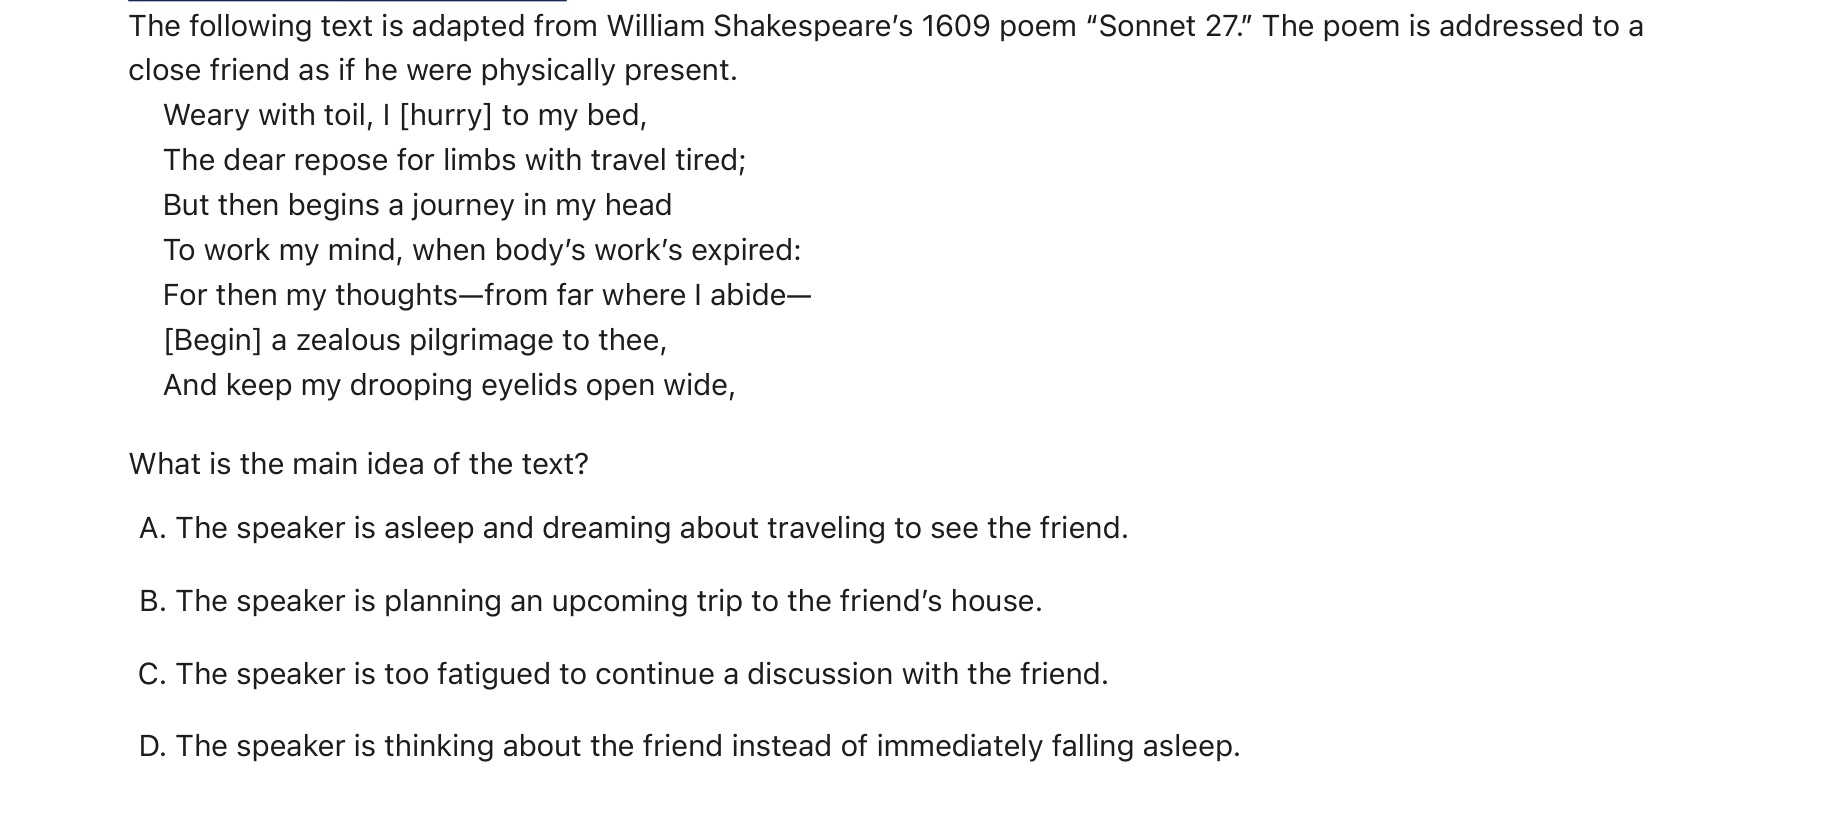 The following text is adapted from William Shakespeare’s 1609 poem “Sonnet 27.” The poem is addressed to a
close friend as if he were physically present.
Weary with toil, I [hurry] to my bed,
The dear repose for limbs with travel tired;
But then begins a journey in my head
To work my mind, when body’s work’s expired:
For then my thoughts—from far where I abide—
[Begin] a zealous pilgrimage to thee,
And keep my drooping eyelids open wide,
What is the main idea of the text?
A. The speaker is asleep and dreaming about traveling to see the friend.
B. The speaker is planning an upcoming trip to the friend’s house.
C. The speaker is too fatigued to continue a discussion with the friend.
D. The speaker is thinking about the friend instead of immediately falling asleep.